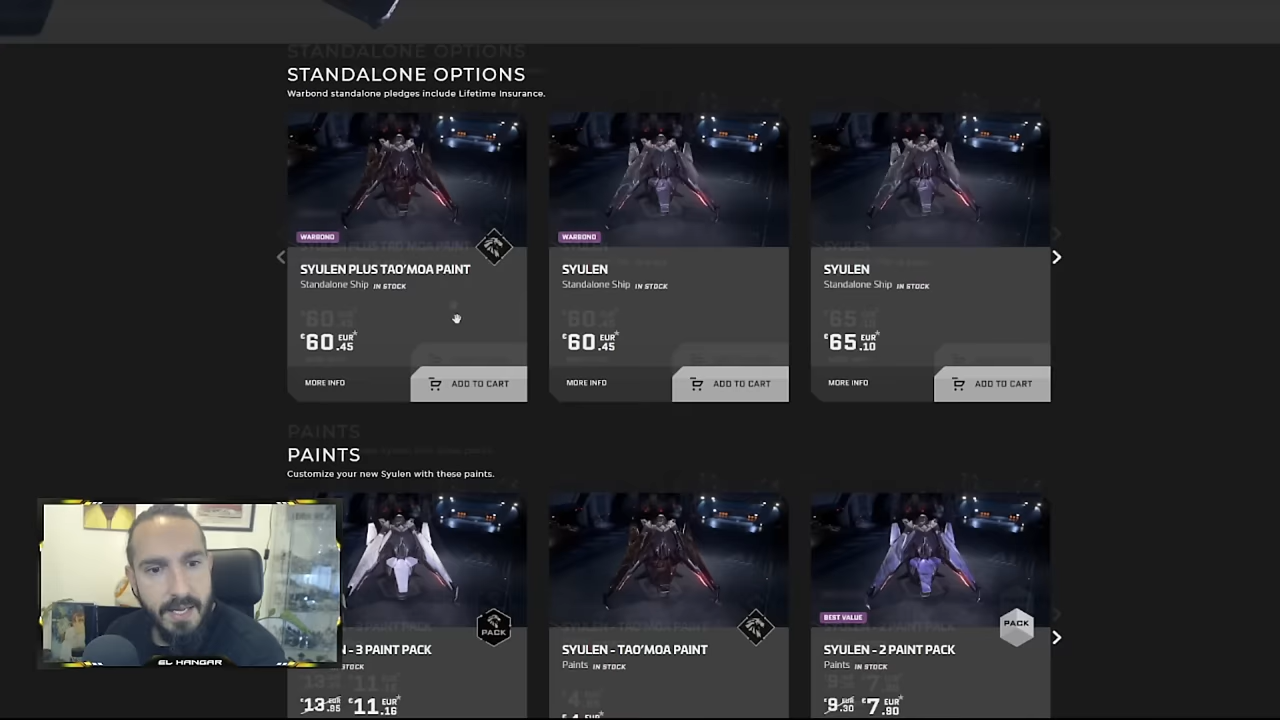 STANDALONE OPTIONS
Warbond standalone pledges include Lifetime Insurance.
WARBOND
SYULEN PLUS TAO'MOA PAINT
Standalone Ship IN STOCK
€60.45 EUR*
MORE INFO
ADD TO CART
WARBOND
SYULEN
Standalone Ship IN STOCK
€60.45 EUR*
MORE INFO
ADD TO CART
SYULEN
Standalone Ship IN STOCK
€65.10 EUR*
MORE INFO
ADD TO CART
PAINTS
Customize your new Syulen with these paints.
PACK
N - 3 PAINT PACK
STOCK
€13.95 EUR €11.16 EUR*
SYULEN - TAO'MOA PAINT
Paints IN STOCK
BEST VALUE
PACK
SYULEN - 2 PAINT PACK
Paints IN STOCK
€9.30 EUR €7.90 EUR*
EL HANGAR